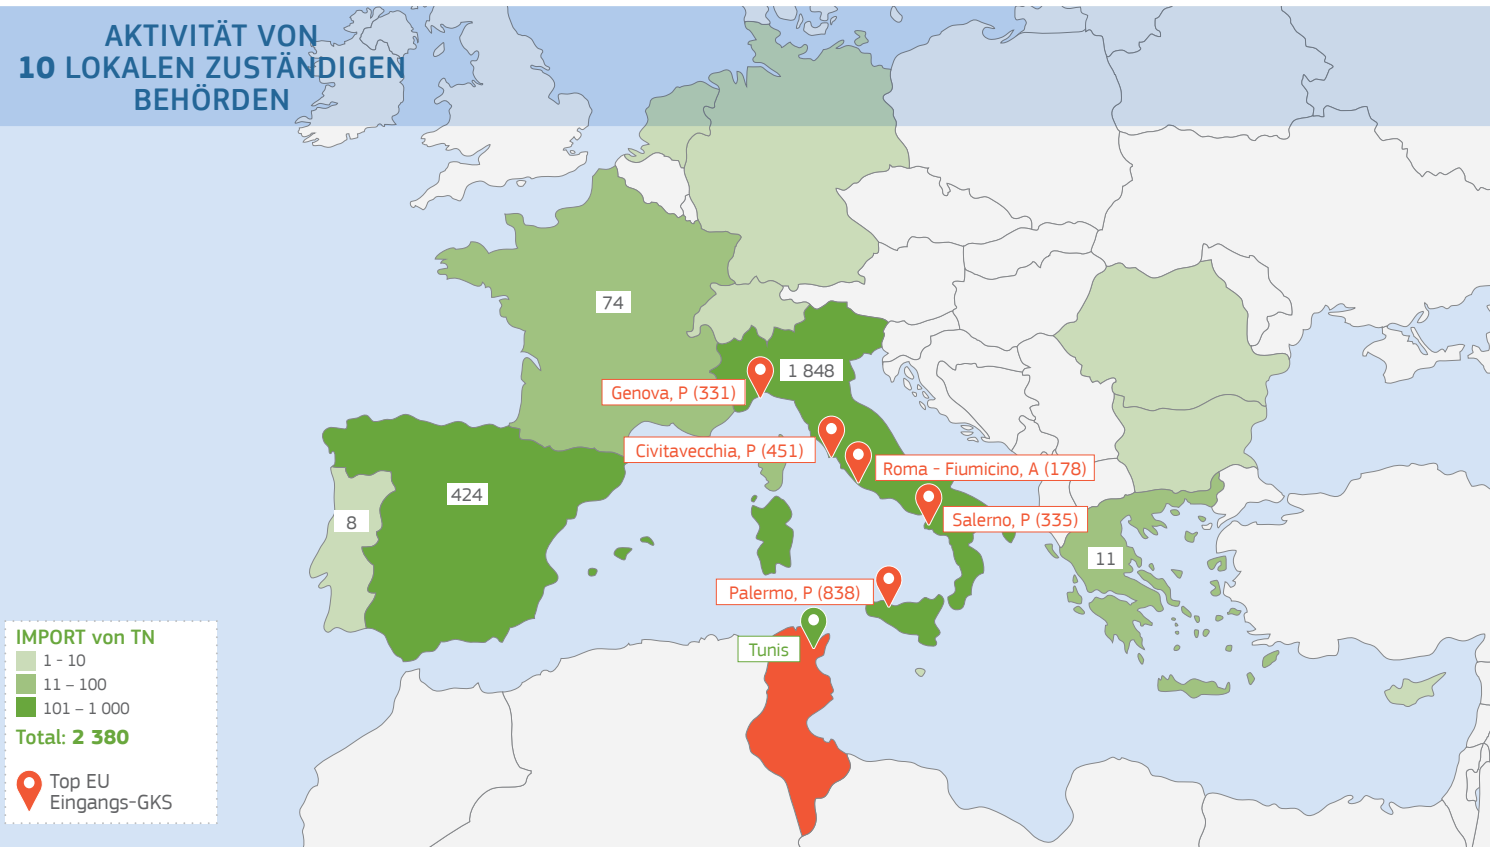 AKTIVITÄT VON
10 LOKALEN ZUSTÄNDIGEN
BEHÖRDEN
74
1 848
Genova, P (331)
Civitavecchia, P (451)
Roma - Fiumicino, A (178)
424
8
Salerno, P (335)
11
Palermo, P (838)
Tunis
IMPORT von TN
1 - 10
11 – 100
101 – 1 000
Total: 2 380
Top EU
Eingangs-GKS